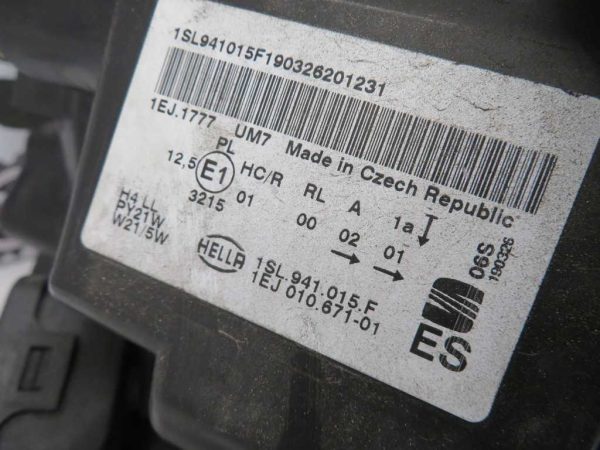 1SL941015F190326201231
1EJ.1777 UM7 Made in Czech Republic
PL
12,5 E1 HC/R RL A 1a
3215 01 00 02 01
H4 LL
PY21W
W21/5W
HELLA
1SL.941.015.F
1EJ 010.671-01
06S
190326
ES